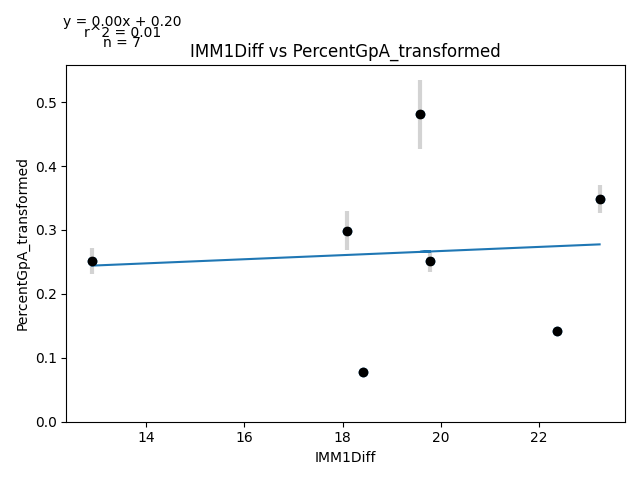 y = 0.00x + 0.20
r^2 = 0.01
n = 7
IMM1Diff vs PercentGpA_transformed
PercentGpA_transformed
0.5
0.4
0.3
0.2
0.1
0.0
14
16
18
20
22
IMM1Diff